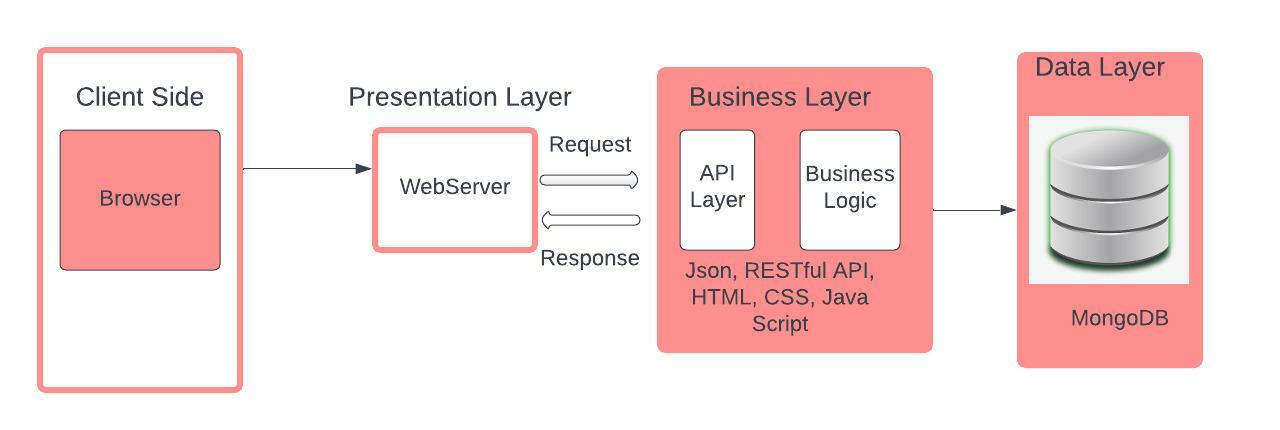 Client Side
Browser
Presentation Layer
WebServer
Request
Response
Business Layer
API
Layer
Business
Logic
Json, RESTful API,
HTML, CSS, Java
Script
Data Layer
MongoDB